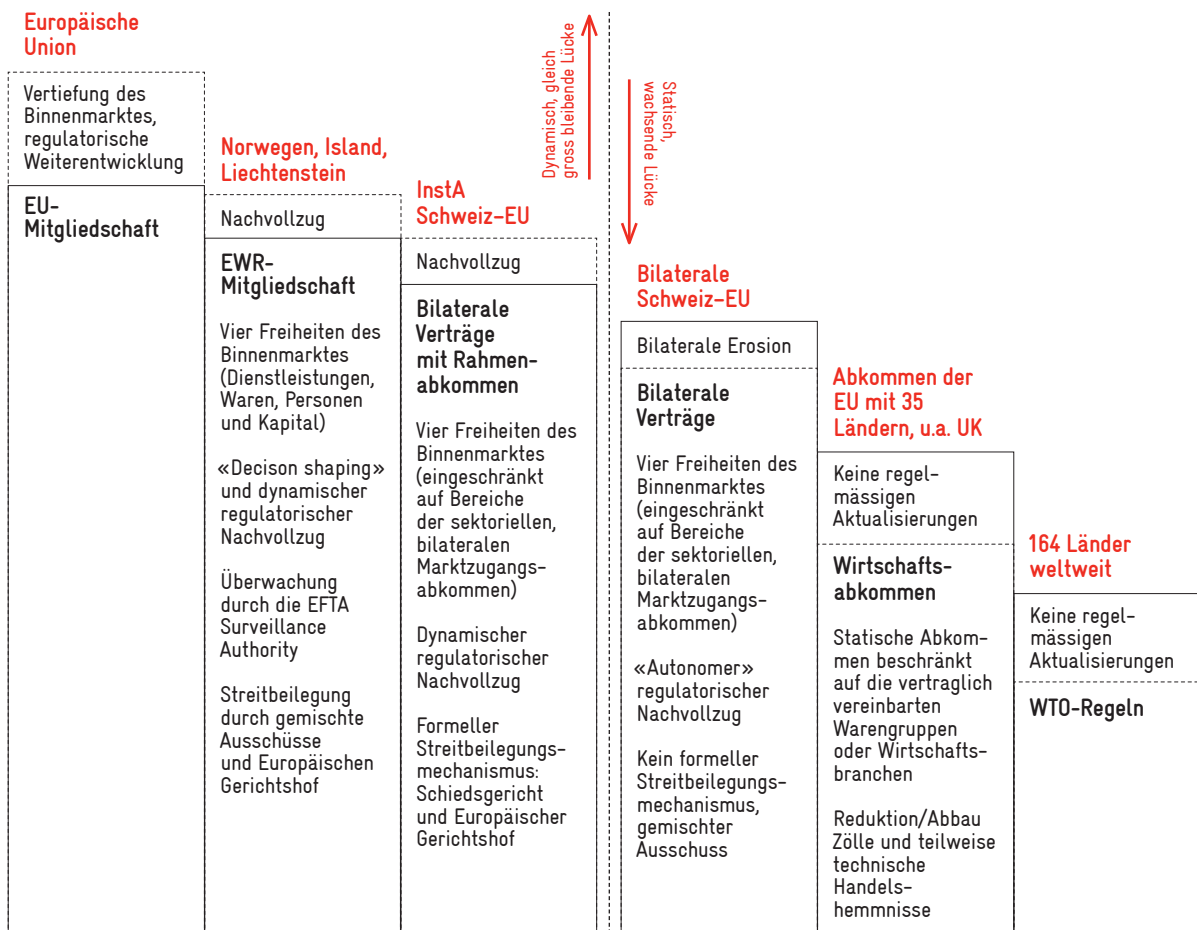 Europäische
Union
Vertiefung des
Binnenmarktes,
regulatorische
Weiterentwicklung
EU-
Mitgliedschaft
Norwegen, Island,
Liechtenstein
Nachvollzug
EWR-
Mitgliedschaft
Vier Freiheiten des
Binnenmarktes
(Dienstleistungen,
Waren, Personen
und Kapital)
«Decison shaping»
und dynamischer
regulatorischer
Nachvollzug
Überwachung
durch die EFTA
Surveillance
Authority
Streitbeilegung
durch gemischte
Ausschüsse
und Europäischen
Gerichtshof
InstA
Schweiz–EU
Nachvollzug
Bilaterale
Verträge
mit Rahmen-
abkommen
Vier Freiheiten des
Binnenmarktes
(eingeschränkt
auf Bereiche
der sektoriellen,
bilateralen
Marktzugangs-
abkommen)
Dynamischer
regulatorischer
Nachvollzug
Formeller
Streitbeilegungs-
mechanismus:
Schiedsgericht
und Europäischer
Gerichtshof
Dynamisch, gleich
gross bleibende Lücke
Statisch,
wachsende Lücke
Bilaterale
Schweiz–EU
Bilaterale Erosion
Bilaterale
Verträge
Vier Freiheiten des
Binnenmarktes
(eingeschränkt
auf Bereiche
der sektoriellen,
bilateralen
Marktzugangs-
abkommen)
«Autonomer»
regulatorischer
Nachvollzug
Kein formeller
Streitbeilegungs-
mechanismus,
gemischter
Ausschuss
Abkommen der
EU mit 35
Ländern, u.a. UK
Keine regel-
mässigen
Aktualisierungen
Wirtschafts-
abkommen
Statische Abkom-
men beschränkt
auf die vertraglich
vereinbarten
Warengruppen
oder Wirtschafts-
branchen
Reduktion/Abbau
Zölle und teilweise
technische
Handels-
hemmnisse
164 Länder
weltweit
Keine regel-
mässigen
Aktualisierungen
WTO-Regeln